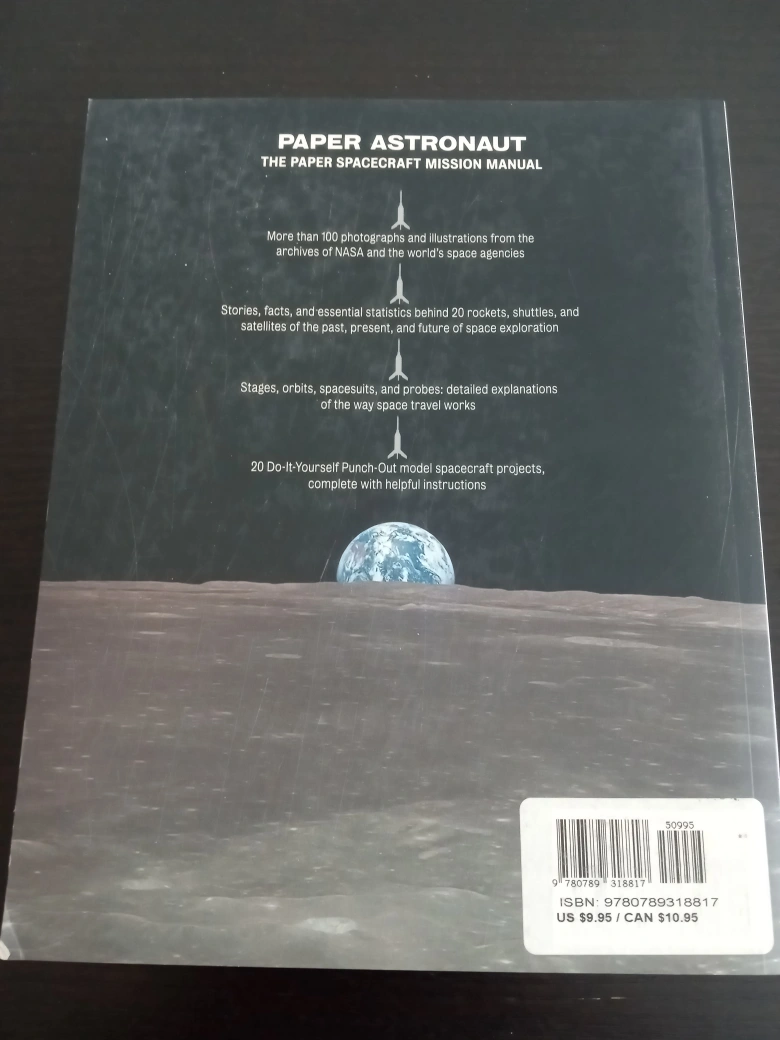 PAPER ASTRONAUT
THE PAPER SPACECRAFT MISSION MANUAL
More than 100 photographs and illustrations from the
archives of NASA and the world's space agencies
Stories, facts, and essential statistics behind 20 rockets, shuttles, and
satellites of the past, present, and future of space exploration
Stages, orbits, spacesuits, and probes: detailed explanations
of the way space travel works
20 Do-It-Yourself Punch-Out model spacecraft projects,
complete with helpful instructions
50995
9 780789 318817
ISBN: 9780789318817
US $9.95 / CAN $10.95